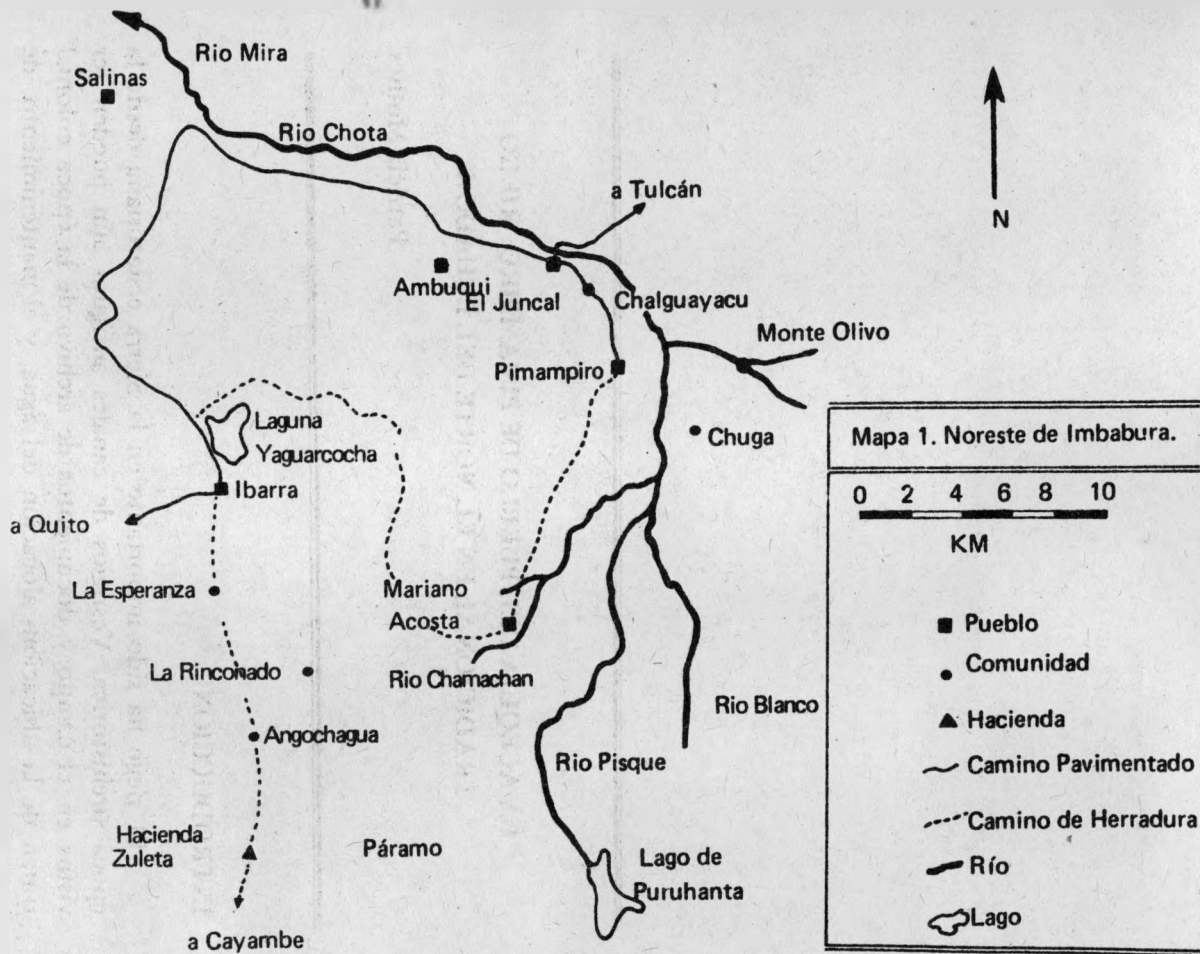 Rio Mira
Salinas
Rio Chota
a Tulcán
N
Ambuqui
El Juncal
Chalguayacu
Monte Olivo
Pimampiro
Laguna
Yaguarcocha
Chuga
Ibarra
a Quito
La Esperanza
Mariano
Acosta
La Rinconado
Rio Chamachan
Rio Blanco
Angochagua
Rio Pisque
Hacienda
Zuleta
Páramo
Lago de
Puruhanta
a Cayambe
Mapa 1. Noreste de Imbabura.
0 2 4 6 8 10
KM
Pueblo
Comunidad
Hacienda
Camino Pavimentado
Camino de Herradura
Río
Lago